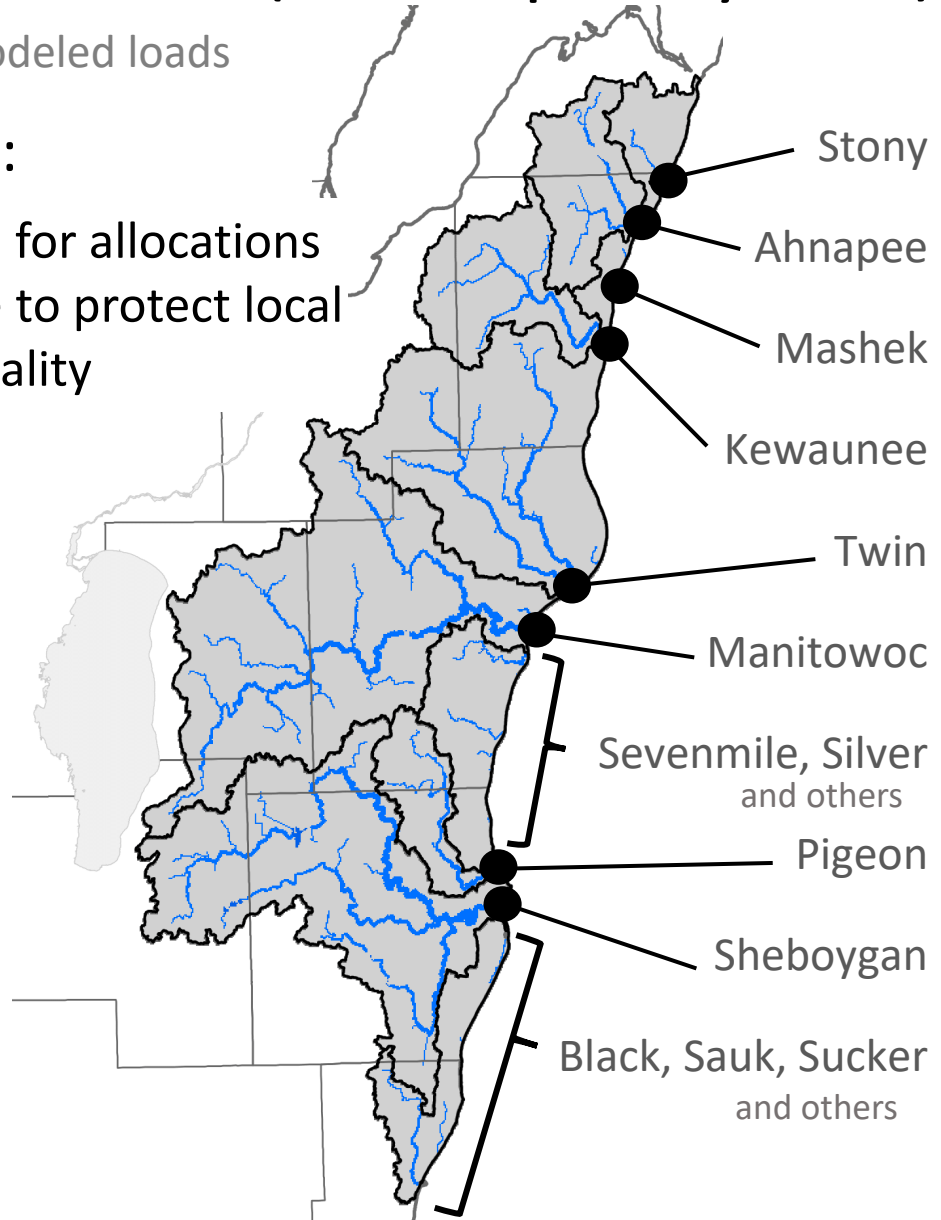 odeled loads
:
for allocations
to protect local
ality
Stony
Ahnapee
Mashek
Kewaunee
Twin
Manitowoc
Sevenmile, Silver
and others
Pigeon
Sheboygan
Black, Sauk, Sucker
and others